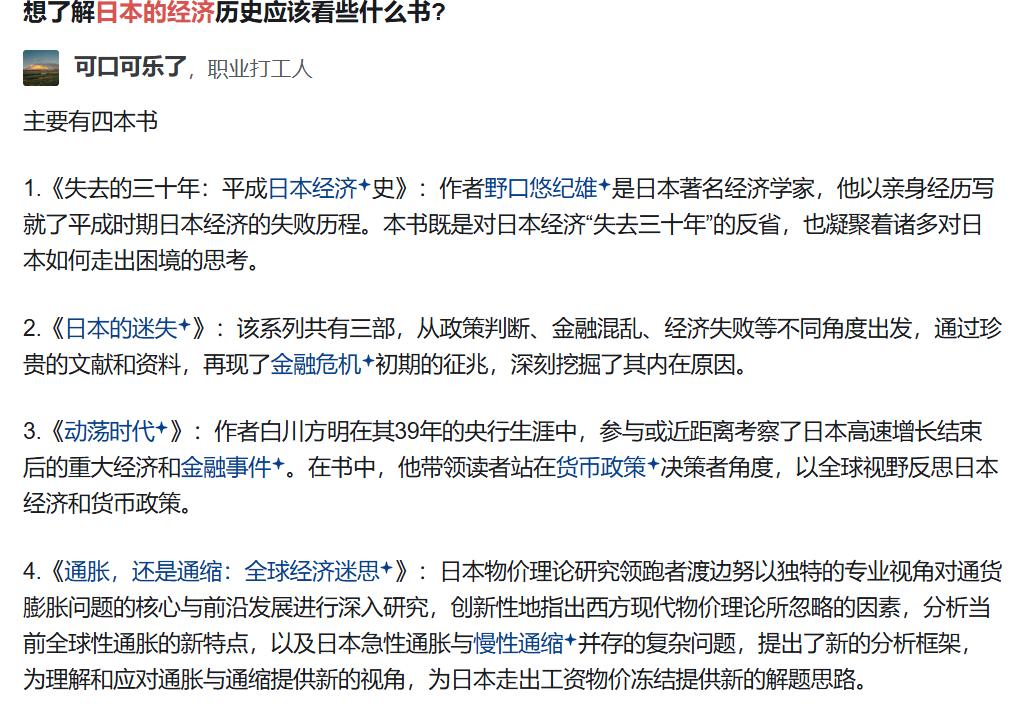 想了解日本的经济历史应该看些什么书?
可口可乐了，职业打工人
主要有四本书
1.《失去的三十年：平成日本经济史》：作者野口悠纪雄是日本著名经济学家，他以亲身经历写
就了平成时期日本经济的失败历程。本书既是对日本经济“失去三十年”的反省，也凝聚着诸多对日
本如何走出困境的思考。
2.《日本的迷失》：该系列共有三部，从政策判断、金融混乱、经济失败等不同角度出发，通过珍
贵的文献和资料，再现了金融危机初期的征兆，深刻挖掘了其内在原因。
3.《动荡时代》：作者白川方明在其39年的央行生涯中，参与或近距离考察了日本高速增长结束
后的重大经济和金融事件。在书中，他带领读者站在货币政策决策者角度，以全球视野反思日本
经济和货币政策。
4.《通胀，还是通缩：全球经济迷思》：日本物价理论研究领跑者渡边努以独特的专业视角对通货
膨胀问题的核心与前沿发展进行深入研究，创新性地指出西方现代物价理论所忽略的因素，分析当
前全球性通胀的新特点，以及日本急性通胀与慢性通缩并存的复杂问题，提出了新的分析框架，
为理解和应对通胀与通缩提供新的视角，为日本走出工资物价冻结提供新的解题思路。